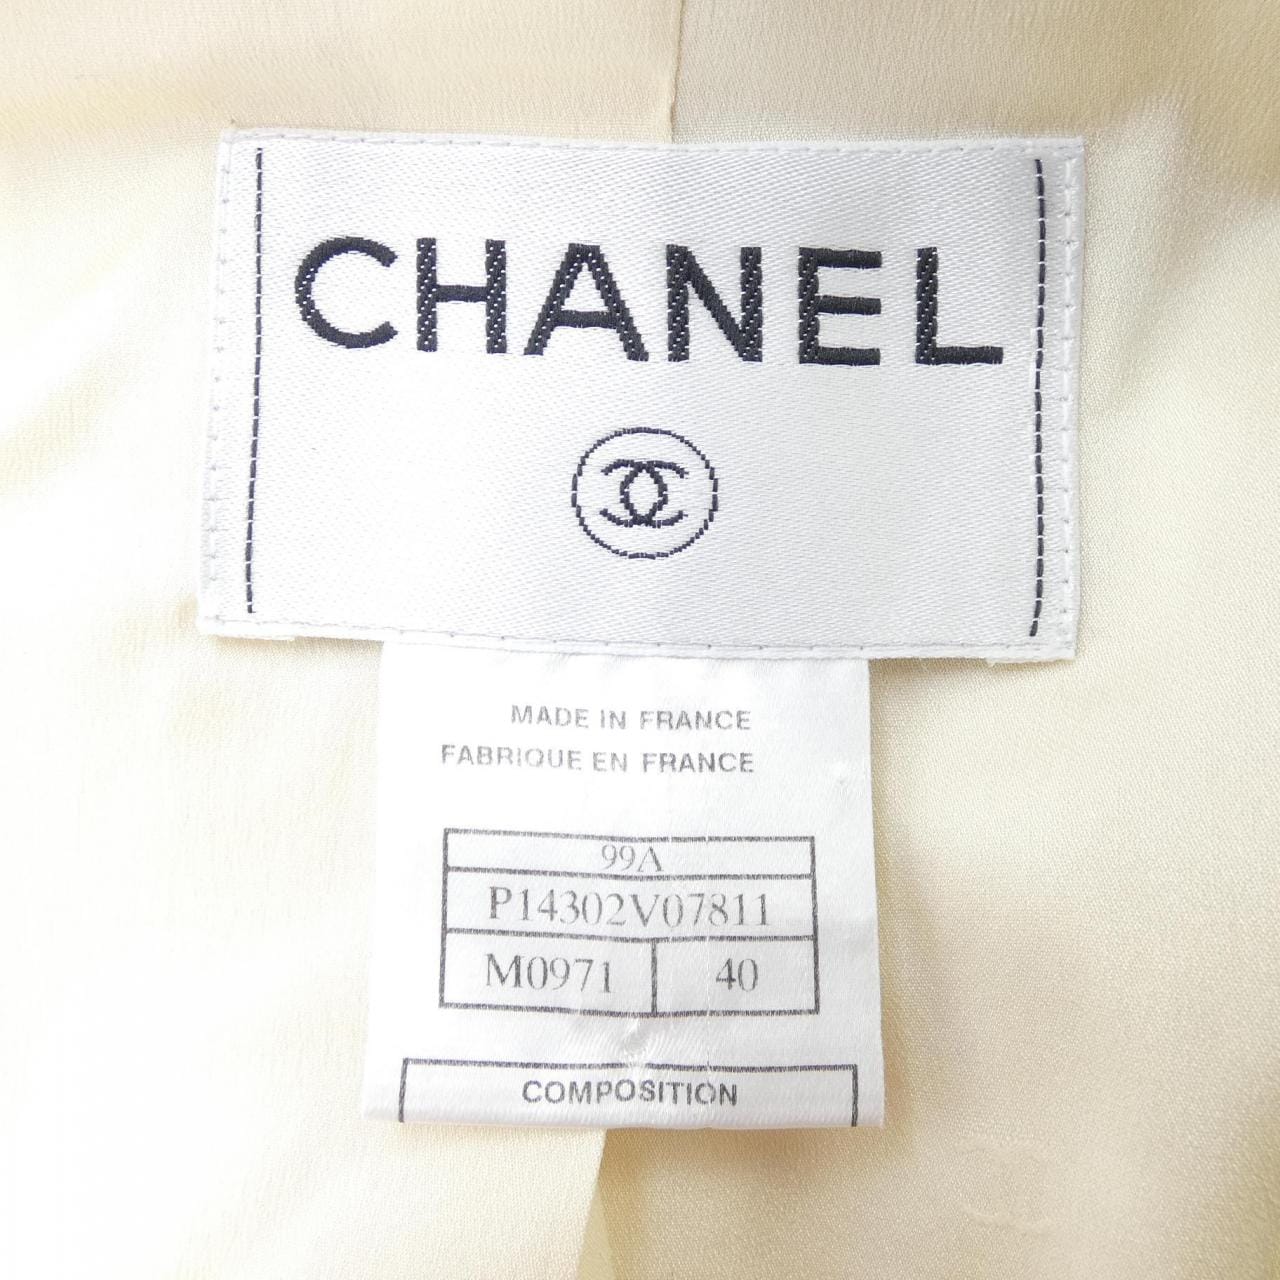 CHANEL
MADE IN FRANCE
FABRIQUE EN FRANCE
99A
P14302V07811
M0971 40
COMPOSITION